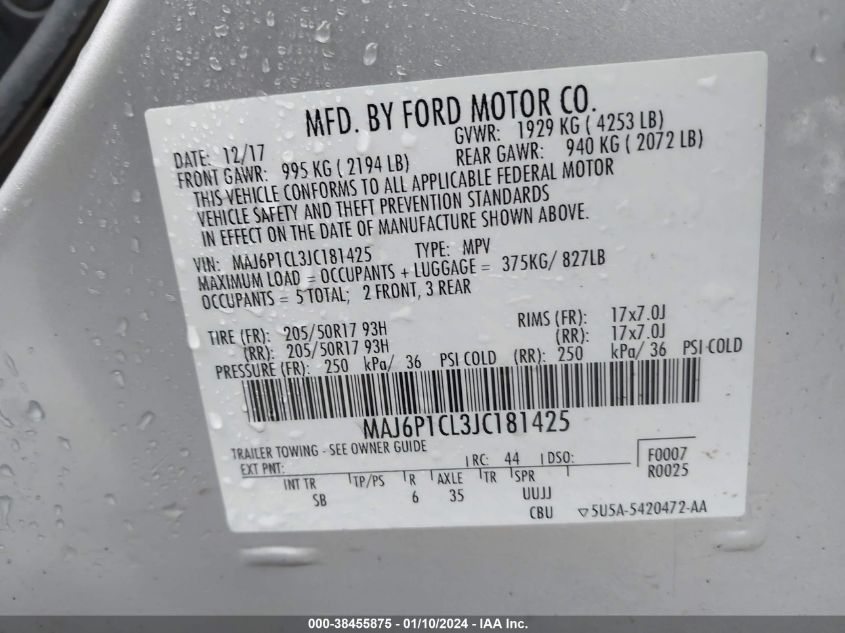 MFD. BY FORD MOTOR CO.
DATE: 12/17 GVWR: 1929 KG ( 4253 LB)
FRONT GAWR: 995 KG ( 2194 LB) REAR GAWR: 940 KG ( 2072 LB)
THIS VEHICLE CONFORMS TO ALL APPLICABLE FEDERAL MOTOR
VEHICLE SAFETY AND THEFT PREVENTION STANDARDS
IN EFFECT ON THE DATE OF MANUFACTURE SHOWN ABOVE.
VIN: MAJ6P1CL3JC181425 TYPE: MPV
MAXIMUM LOAD = OCCUPANTS + LUGGAGE = 375KG/ 827LB
OCCUPANTS = 5 TOTAL; 2 FRONT, 3 REAR
TIRE (FR): 205/50R17 93H RIMS (FR): 17x7.0J
(RR): 205/50R17 93H (RR): 17x7.0J
PRESSURE (FR): 250 kPa/ 36 PSI COLD (RR): 250 kPa/ 36 PSI COLD
MAJ6P1CL3JC181425
TRAILER TOWING - SEE OWNER GUIDE
EXT PNT: RC: 44 DSO: F0007
R0025
INT TR TP/PS R AXLE TR SPR
SB 6 35 UUJJ
CBU ▽5U5A-5420472-AA
000-38455875 - 01/10/2024 - IAA Inc.